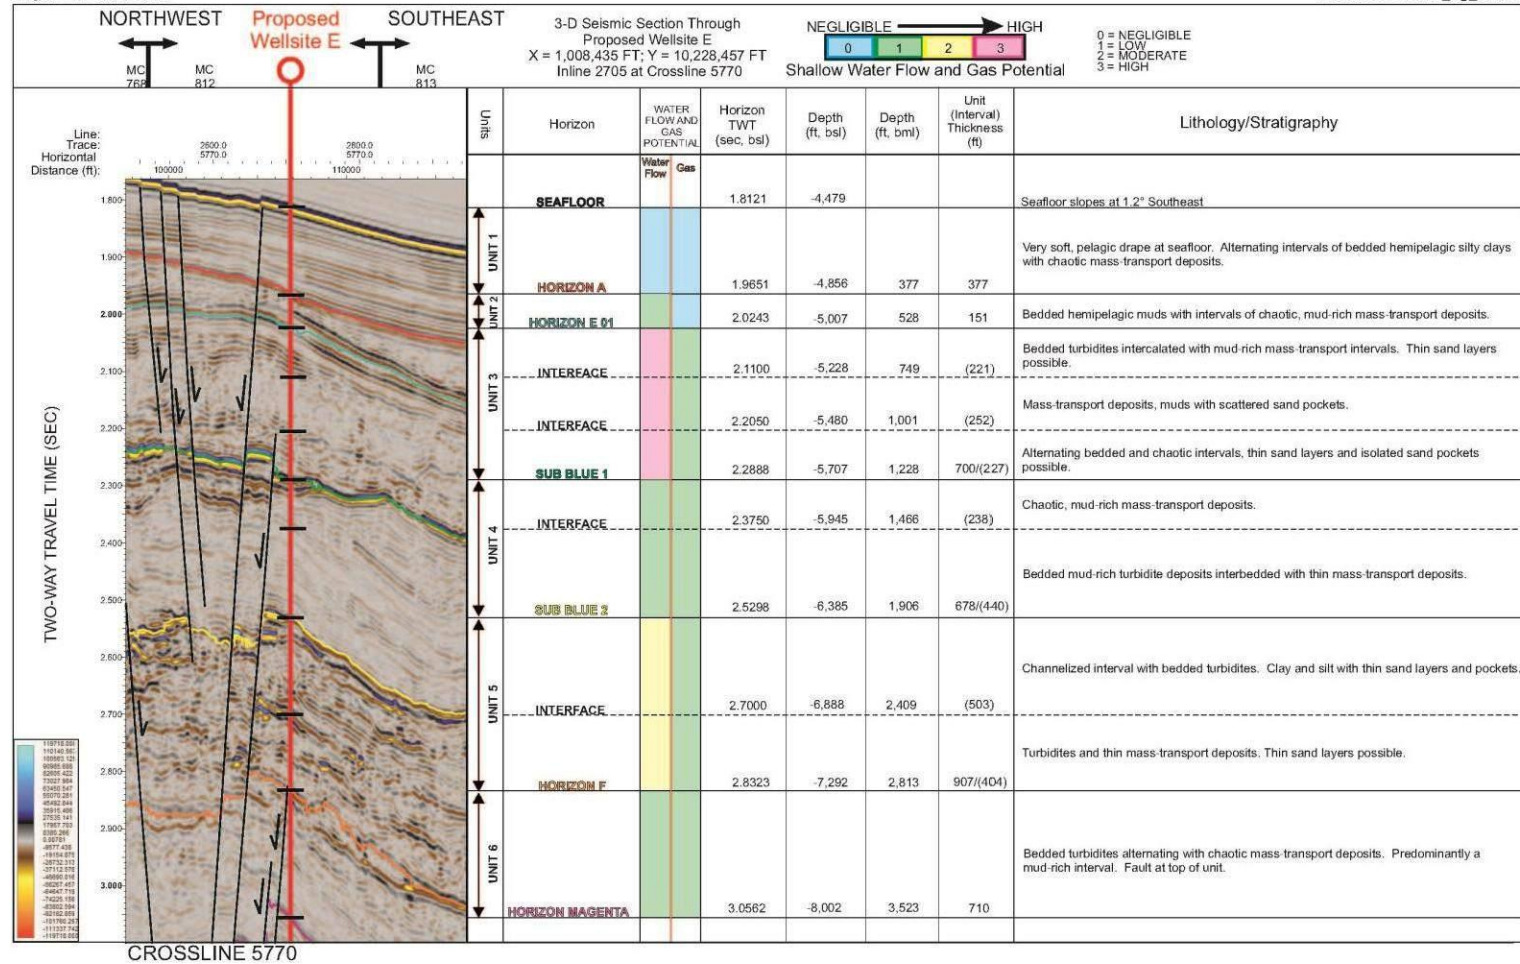 NORTHWEST
Proposed
Wellsite E
SOUTHEAST
MC
768
MC
812
MC
813
3-D Seismic Section Through
Proposed Wellsite E
X = 1,008,435 FT; Y = 10,228,457 FT
Inline 2705 at Crossline 5770
NEGLIGIBLE HIGH
0 1 2 3
Shallow Water Flow and Gas Potential
0 = NEGLIGIBLE
1 = LOW
2 = MODERATE
3 = HIGH
Line:
Trace:
Horizontal
Distance (ft):
2600.0
5770.0
2800.0
5770.0
100000
110000
Units
Horizon
WATER
FLOW AND
GAS
POTENTIAL
Horizon
TWT
(sec, bsl)
Depth
(ft, bsl)
Depth
(ft, bml)
Unit
(Interval)
Thickness
(ft)
Lithology/Stratigraphy
Water
Flow
Gas
SEAFLOOR 1.8121 -4,479 Seafloor slopes at 1.2° Southeast
UNIT 1
Very soft, pelagic drape at seafloor. Alternating intervals of bedded hemipelagic silty clays
with chaotic mass-transport deposits.
HORIZON A 1.9651 -4,856 377 377
UNIT 2
HORIZON E 01 2.0243 -5,007 528 151 Bedded hemipelagic muds with intervals of chaotic, mud-rich mass-transport deposits.
UNIT 3
Bedded turbidites intercalated with mud-rich mass-transport intervals. Thin sand layers
possible.
INTERFACE 2.1100 -5,228 749 (221)
Mass-transport deposits, muds with scattered sand pockets.
INTERFACE 2.2050 -5,480 1,001 (252)
Alternating bedded and chaotic intervals, thin sand layers and isolated sand pockets
possible.
SUB BLUE 1 2.2888 -5,707 1,228 700/(227)
UNIT 4
Chaotic, mud-rich mass-transport deposits.
INTERFACE 2.3750 -5,945 1,466 (238)
Bedded mud-rich turbidite deposits interbedded with thin mass-transport deposits.
SUB BLUE 2 2.5298 -6,385 1,906 678/(440)
UNIT 5
Channelized interval with bedded turbidites. Clay and silt with thin sand layers and pockets.
INTERFACE 2.7000 -6,888 2,409 (503)
Turbidites and thin mass-transport deposits. Thin sand layers possible.
HORIZON F 2.8323 -7,292 2,813 907/(404)
UNIT 6
Bedded turbidites alternating with chaotic mass-transport deposits. Predominantly a
mud-rich interval. Fault at top of unit.
HORIZON MAGENTA 3.0562 -8,002 3,523 710
TWO-WAY TRAVEL TIME (SEC)
1.800
1.900
2.000
2.100
2.200
2.300
2.400
2.500
2.600
2.700
2.800
2.900
3.000
CROSSLINE 5770